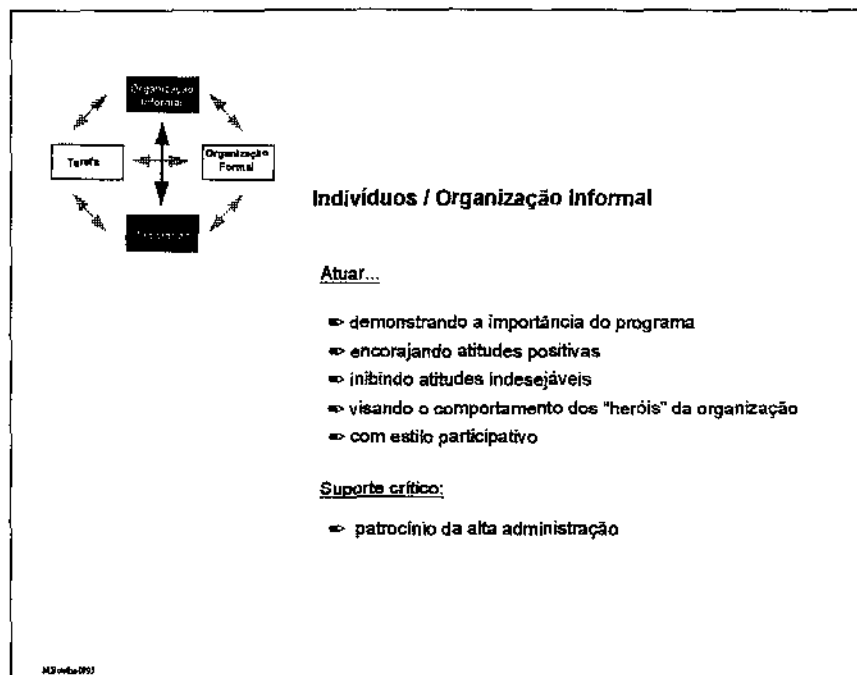 Organização
Informal
Tarefa
Organização
Formal
Indivíduos / Organização Informal
Atuar...
demonstrando a importância do programa
encorajando atitudes positivas
inibindo atitudes indesejáveis
visando o comportamento dos "heróis" da organização
com estilo participativo
Suporte crítico:
patrocínio da alta administração